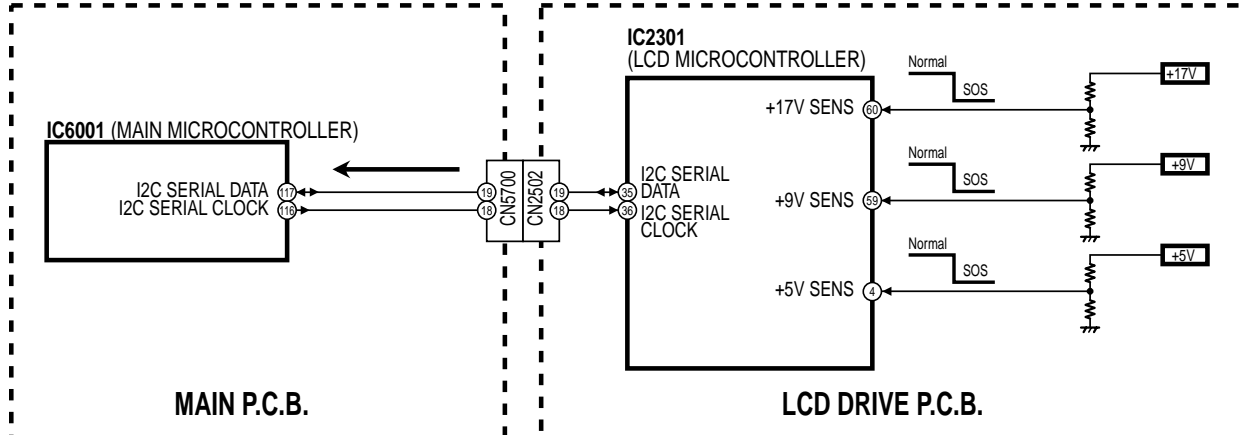 IC6001 (MAIN MICROCONTROLLER)
I2C SERIAL DATA 117
I2C SERIAL CLOCK 116
19
18
CN5700
CN2502
19
18
IC2301
(LCD MICROCONTROLLER)
35 I2C SERIAL
DATA
36 I2C SERIAL
CLOCK
+17V SENS 60
Normal
SOS
+17V
+9V SENS 59
Normal
SOS
+9V
+5V SENS 4
Normal
SOS
+5V
MAIN P.C.B.
LCD DRIVE P.C.B.